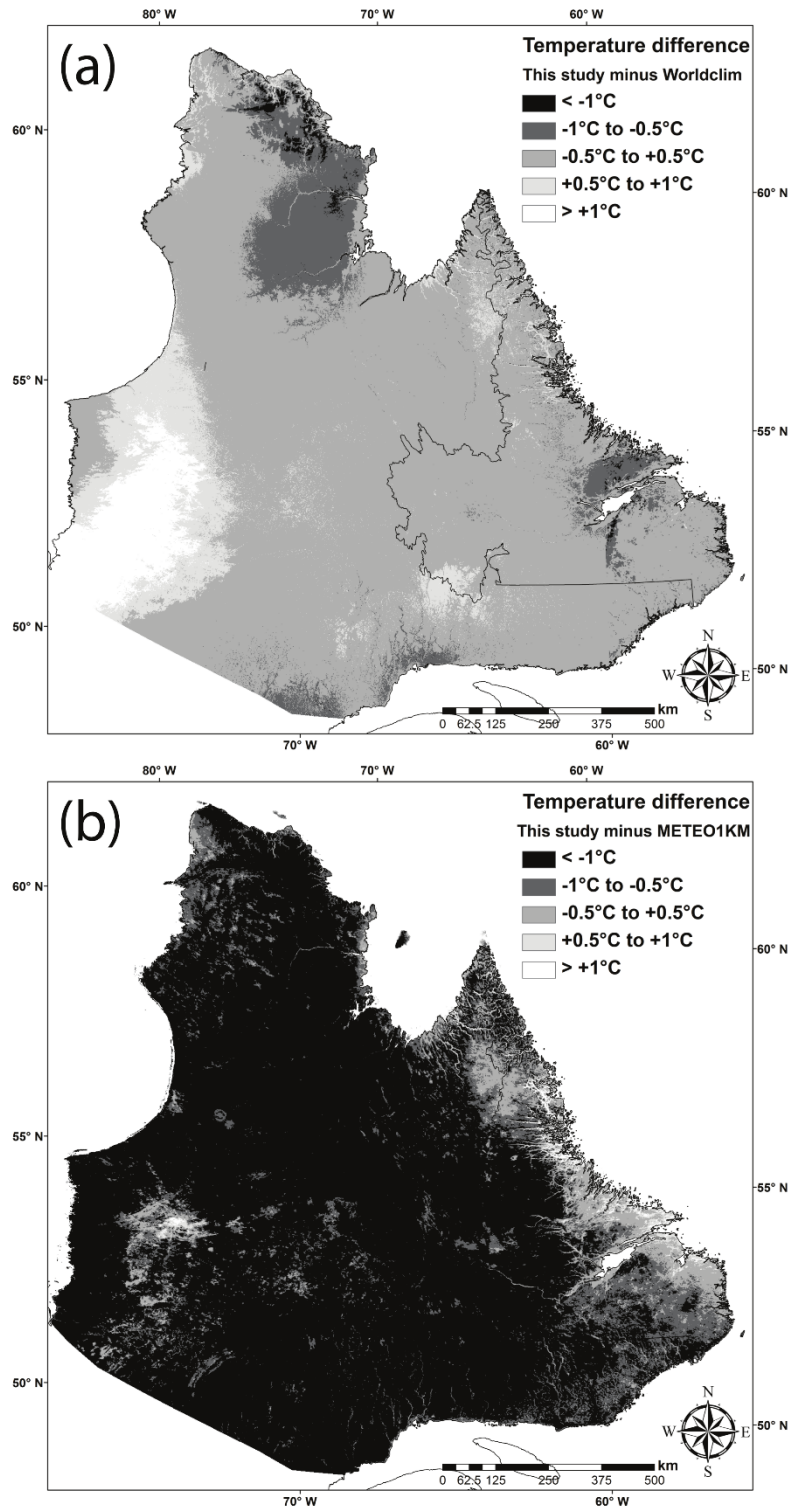 80° W 70° W 60° W
(a)
Temperature difference
This study minus Worldclim
< -1°C
-1°C to -0.5°C
-0.5°C to +0.5°C
+0.5°C to +1°C
> +1°C
60° N
60° N
55° N
55° N
50° N
50° N
N
W E
S
km
0 62.5 125 250 375 500
70° W 60° W
80° W 70° W 60° W
(b)
Temperature difference
This study minus METEO1KM
< -1°C
-1°C to -0.5°C
-0.5°C to +0.5°C
+0.5°C to +1°C
> +1°C
60° N
60° N
55° N
55° N
50° N
50° N
N
W E
S
km
0 62.5 125 250 375 500
70° W 60° W